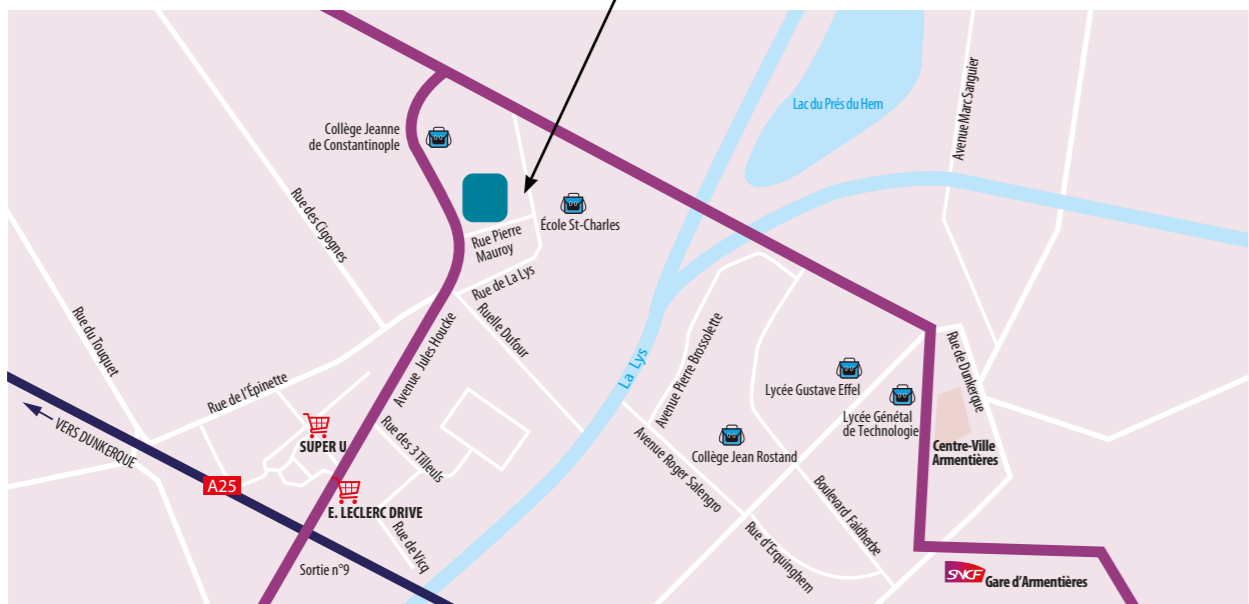 Lac du Prés du Hem
Avenue Marc Sanguier
Collège Jeanne
de Constantinople
École St-Charles
Rue des Cigognes
Rue Pierre
Mauroy
Rue de La Lys
Ruelle Dufour
Rue du Touquet
Avenue Jules Houcke
La Lys
Avenue Pierre Brossolette
Rue de Dunkerque
Lycée Gustave Effel
Rue de l'Épinette
Lycée Génétal
de Technologie
VERS DUNKERQUE
SUPER U
Rue des 3 Tilleuls
Collège Jean Rostand
Centre-Ville
Armentières
Avenue Roger Salengro
A25
E. LECLERC DRIVE
Boulevard Faidherbe
Rue de Vicq
Rue d'Erquinghem
Sortie n°9
SNCF
Gare d'Armentières